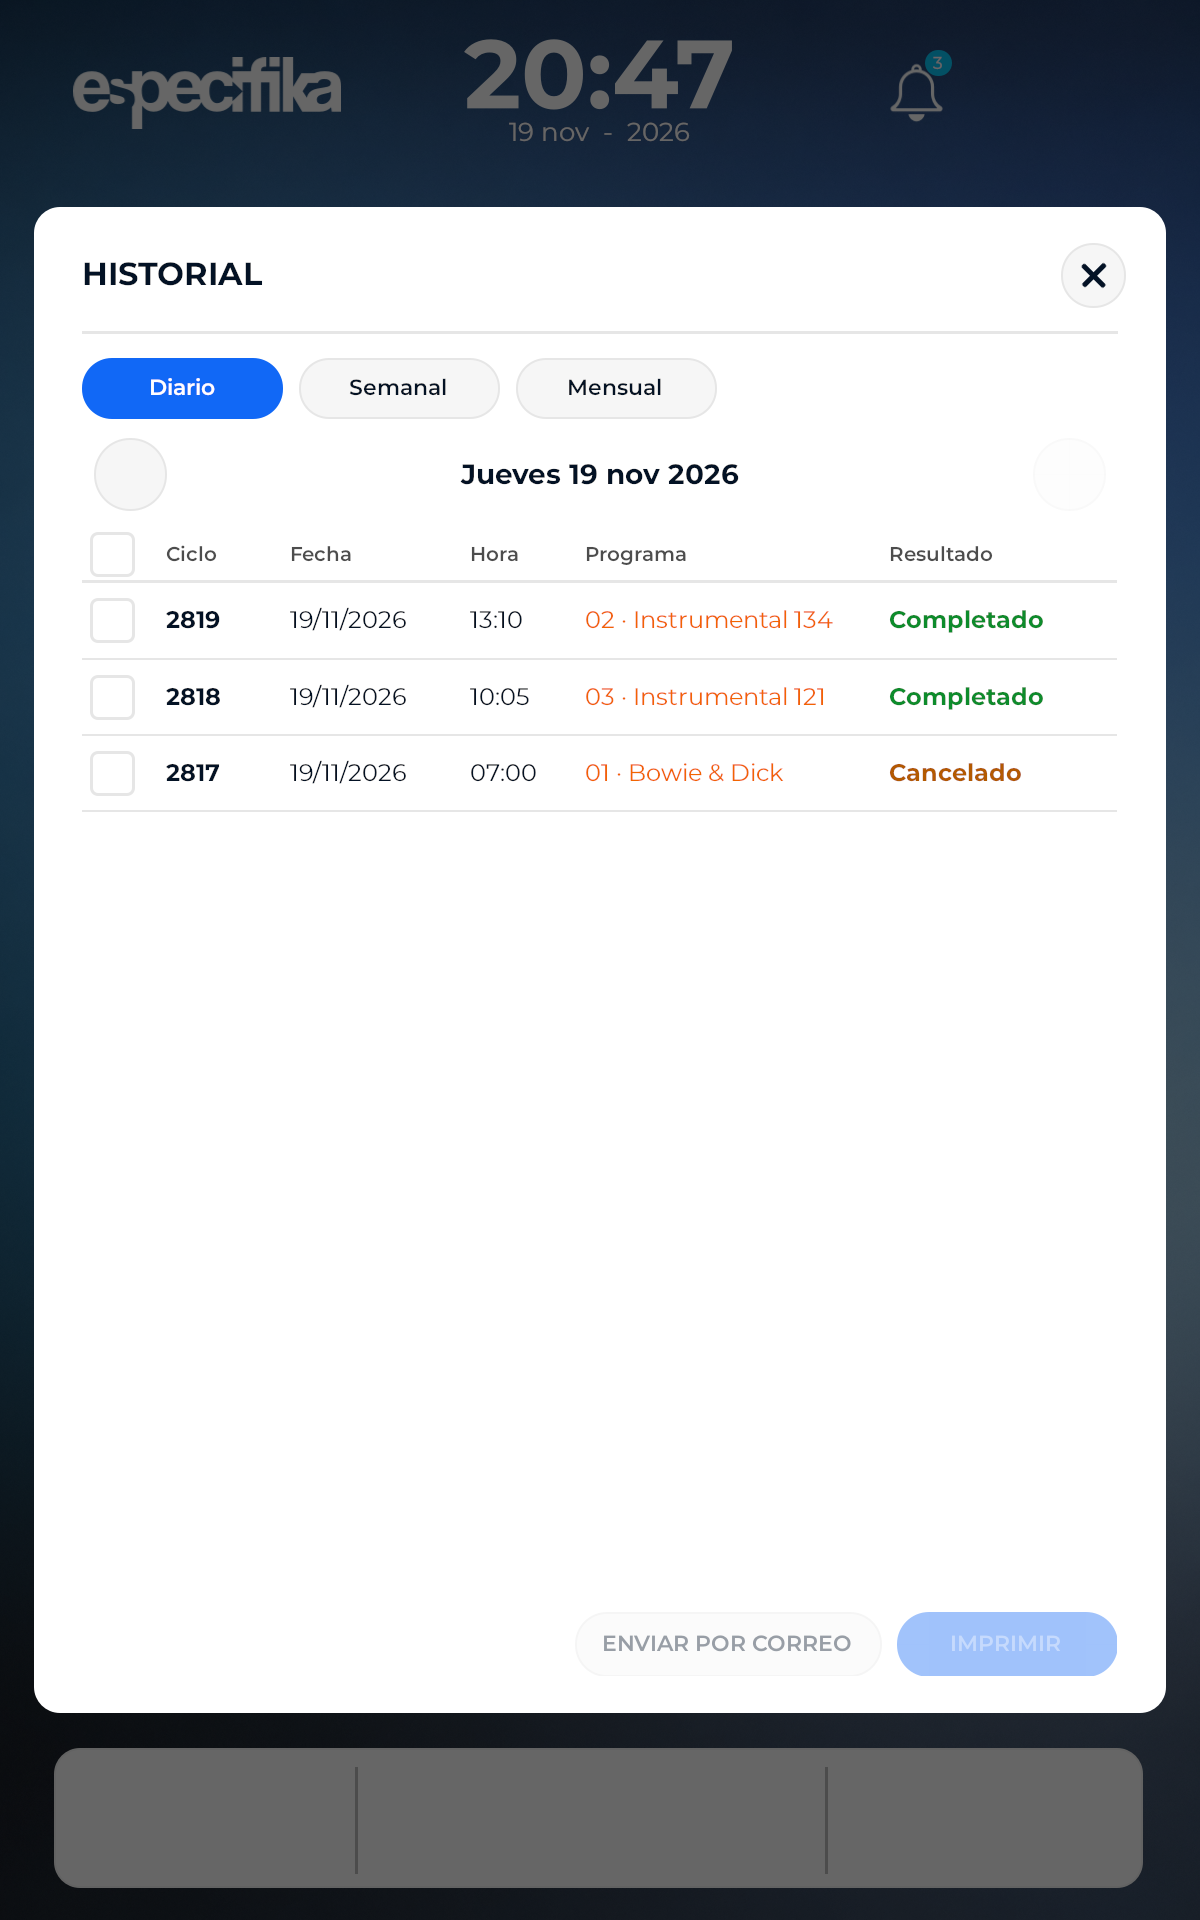 especifika
20:47
19 nov - 2026
3
HISTORIAL
Diario Semanal Mensual
Jueves 19 nov 2026
Ciclo Fecha Hora Programa Resultado
2819 19/11/2026 13:10 02 · Instrumental 134 Completado
2818 19/11/2026 10:05 03 · Instrumental 121 Completado
2817 19/11/2026 07:00 01 · Bowie & Dick Cancelado
ENVIAR POR CORREO IMPRIMIR